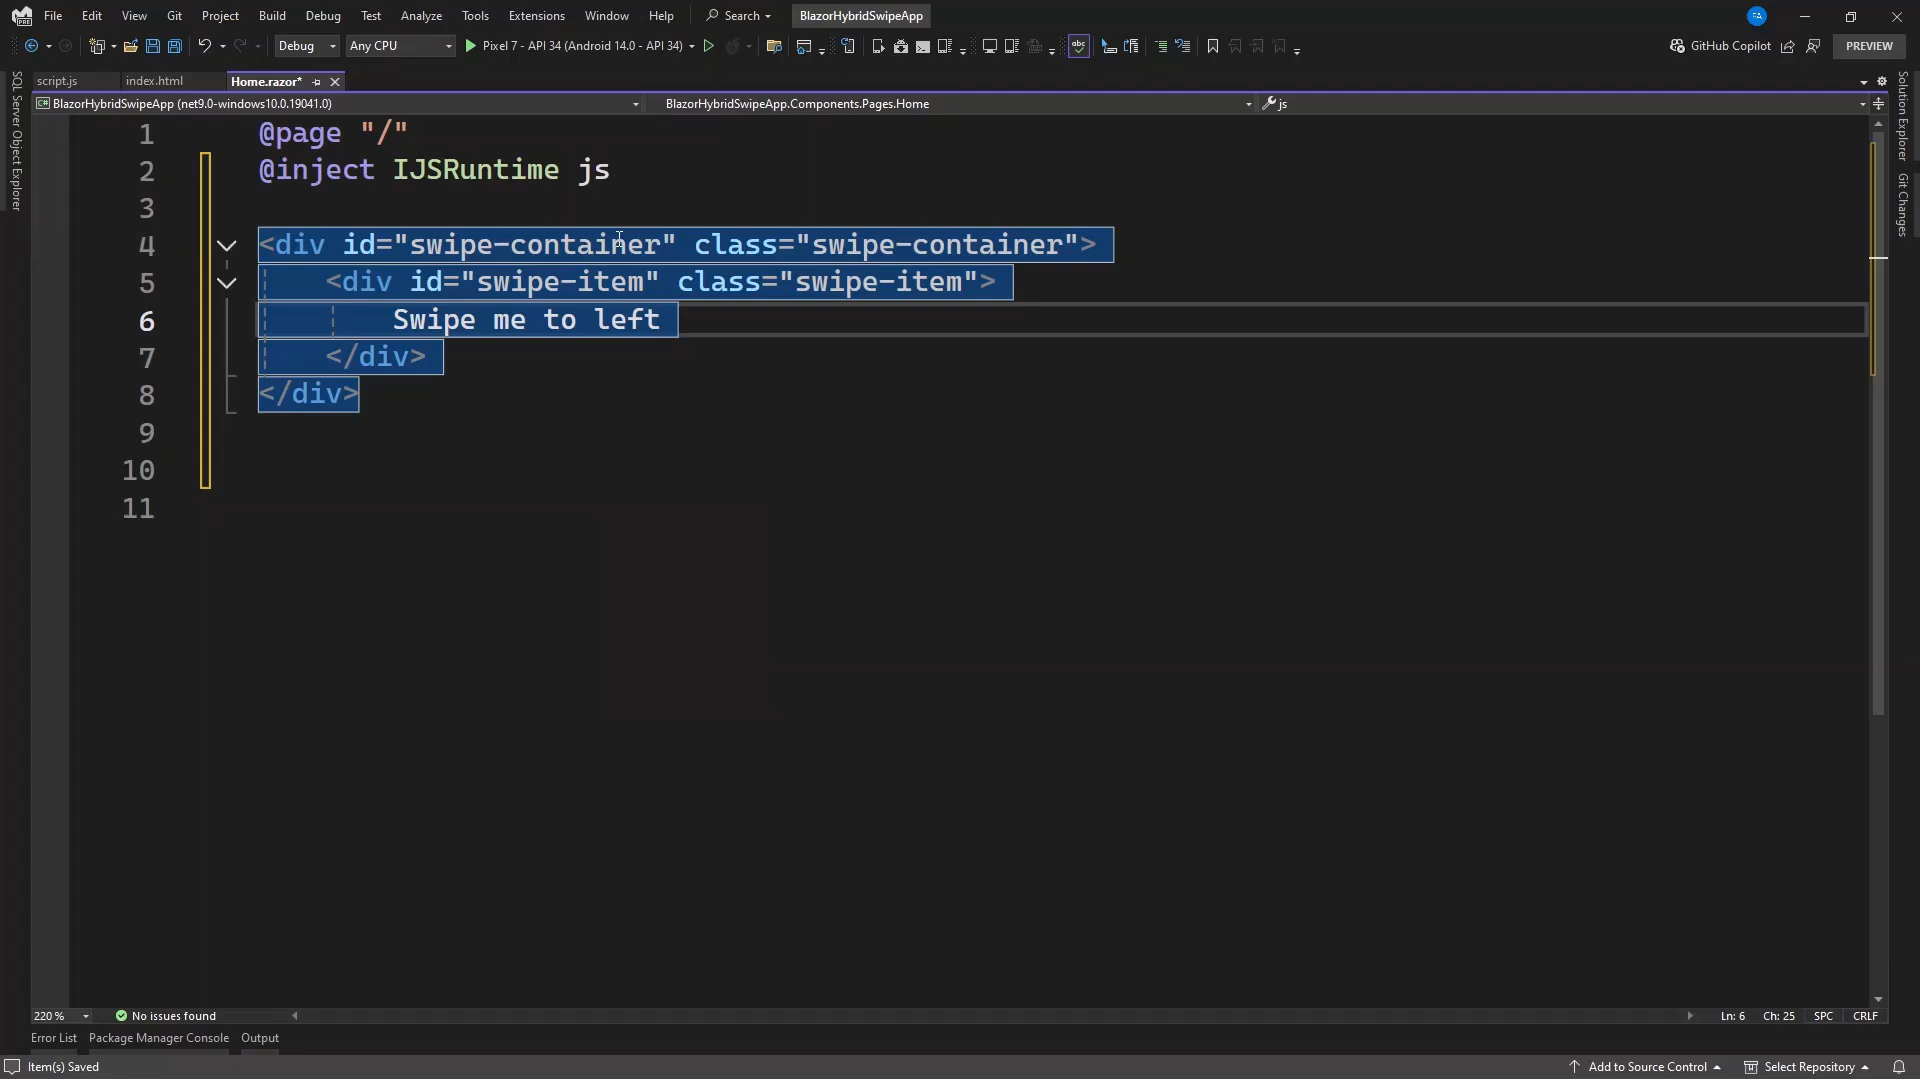 File Edit View Git Project Build Debug Test Analyze Tools Extensions Window Help Search BlazorHybridSwipeApp FA
Debug Any CPU Pixel 7 - API 34 (Android 14.0 - API 34) abc GitHub Copilot PREVIEW
script.js index.html Home.razor*
C# BlazorHybridSwipeApp (net9.0-windows10.0.19041.0) BlazorHybridSwipeApp.Components.Pages.Home js
SQL Server Object Explorer
Solution Explorer
Git Changes
1 @page "/"
2 @inject IJSRuntime js
3
4 <div id="swipe-container" class="swipe-container">
5 <div id="swipe-item" class="swipe-item">
6 Swipe me to left
7 </div>
8 </div>
9
10
11
220 % No issues found Ln: 6 Ch: 25 SPC CRLF
Error List Package Manager Console Output
Item(s) Saved Add to Source Control Select Repository